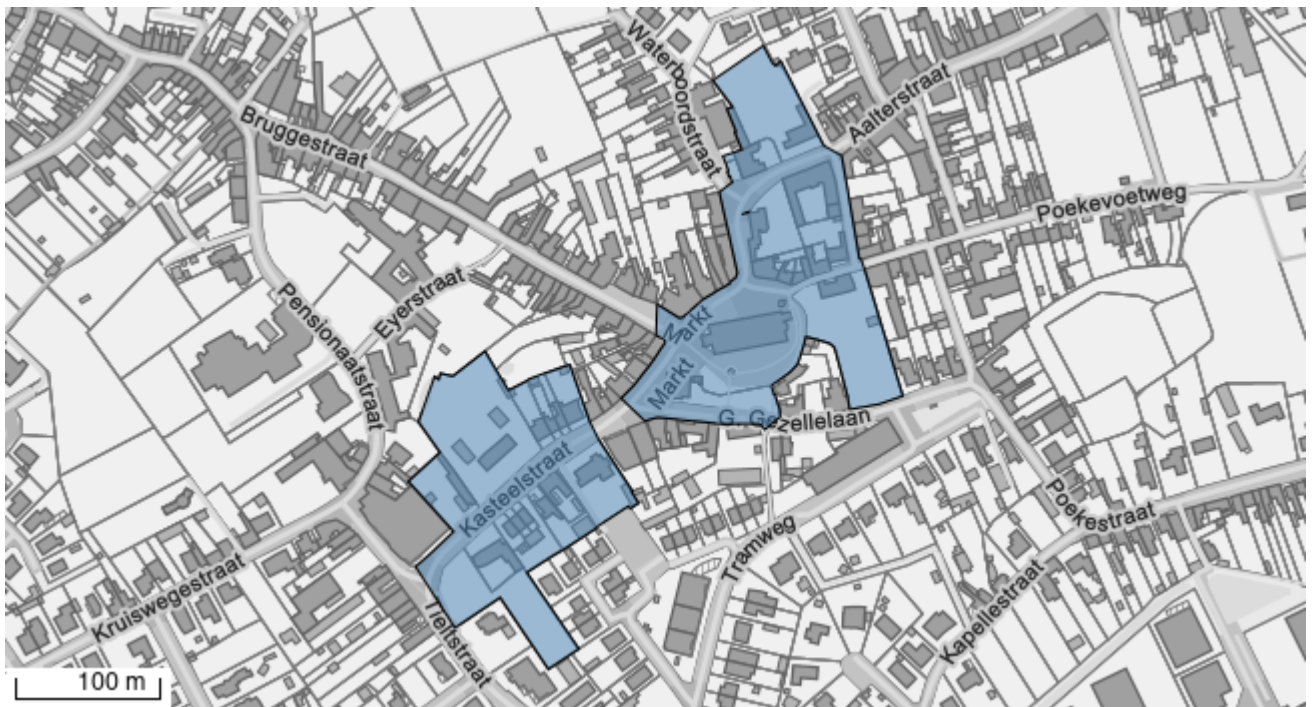 Waterboordstraat
Bruggestraat
Aalterstraat
Poekevoetweg
Pensionaatstraat
Eyerstraat
Markt
Markt
G. Gezellelaan
Kasteelstraat
Poekestraat
Tramweg
Kruiswegestraat
Tieltstraat
Kapellestraat
100 m